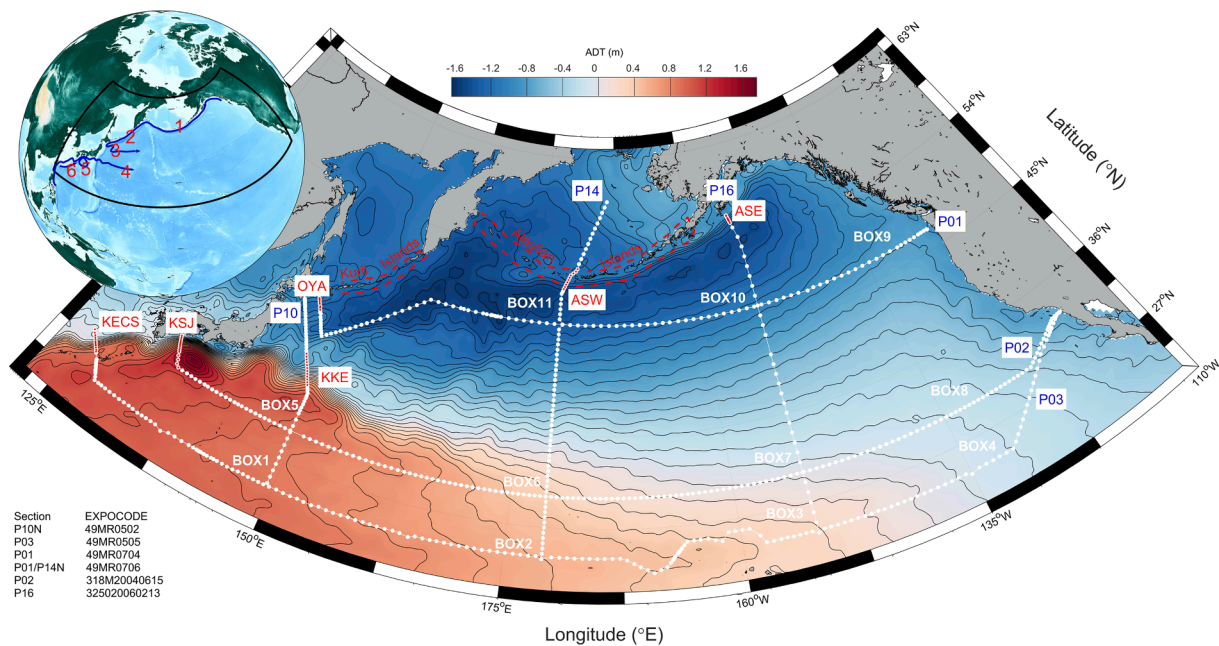 ADT (m)
-1.6 -1.2 -0.8 -0.4 0 0.4 0.8 1.2 1.6
63°N
54°N
45°N
36°N
27°N
Latitude (°N)
1
2
3
4
5
6
P14
P16
ASE
P01
BOX9
Aleutian Islands
Kuril Islands
OYA
BOX11
ASW
BOX10
P10
KECS
KSJ
P02
KKE
P03
BOX8
BOX5
BOX4
BOX7
BOX1
BOX6
BOX3
BOX2
125°E
150°E
175°E
160°W
135°W
110°W
Section EXPOCODE
P10N 49MR0502
P03 49MR0505
P01 49MR0704
P01/P14N 49MR0706
P02 318M20040615
P16 325020060213
Longitude (°E)